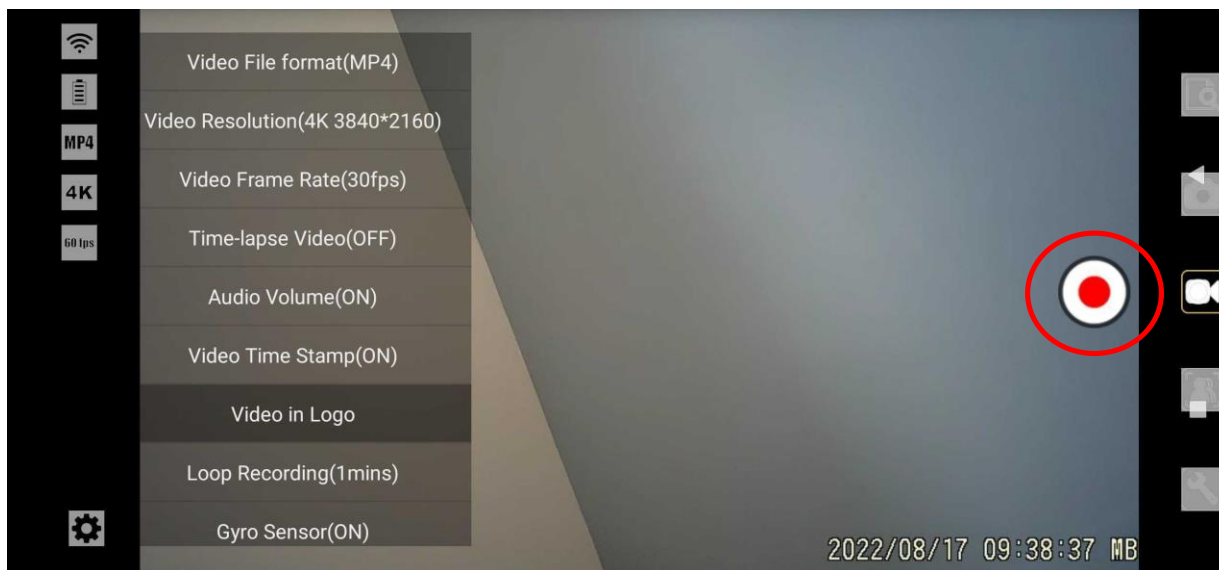 MP4
4K
60 fps
Video File format(MP4)
Video Resolution(4K 3840*2160)
Video Frame Rate(30fps)
Time-lapse Video(OFF)
Audio Volume(ON)
Video Time Stamp(ON)
Video in Logo
Loop Recording(1mins)
Gyro Sensor(ON)
2022/08/17 09:38:37 MB